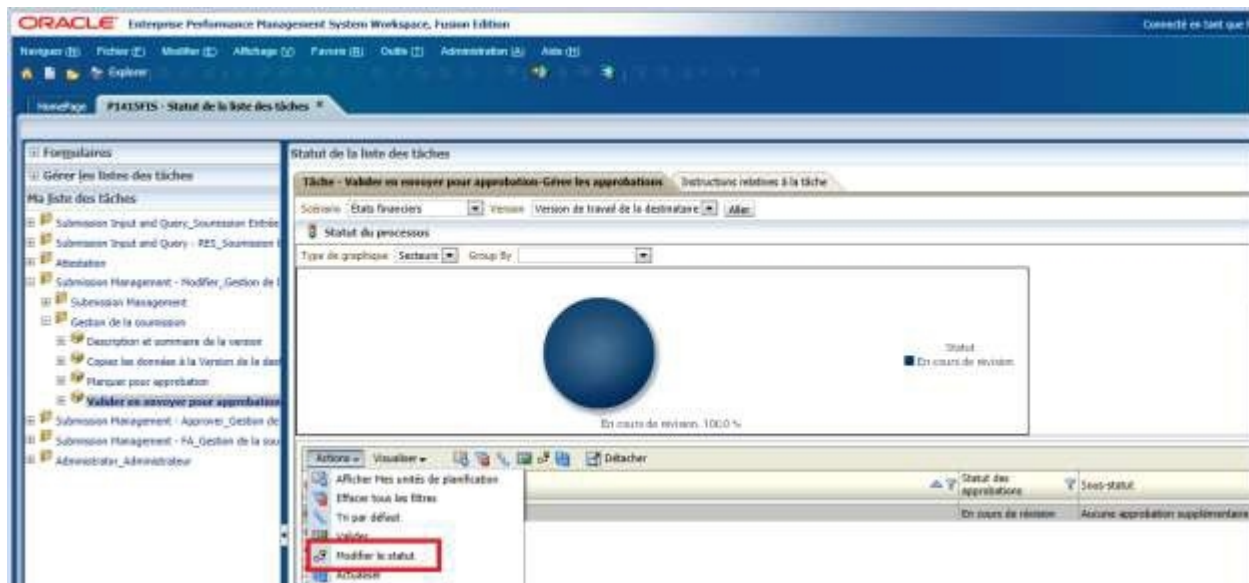 ORACLE Enterprise Performance Management System Workspace, Fusion Edition
Connecté en tant que
Naviguer (N) Fichier (F) Modifier (E) Affichage (V) Favoris (R) Outils (T) Administration (A) Aide (H)
Explorer
HomePage P1415FIS - Statut de la liste des tâches
Formulaires
Gérer les listes des tâches
Ma liste des tâches
Submission Input and Query_Soumission Entrée
Submission Input and Query - RES_Soumission
Attestation
Submission Management - Modifier_Gestion de l
Submission Management
Gestion de la soumission
Description et sommaire de la version
Copiez les données à la Version de la des
Marquer pour approbation
Valider en envoyer pour approbation
Submission Management - Approver_Gestion de
Submission Management - FA_Gestion de la sou
Administrator_Administrateur
Statut de la liste des tâches
Tâche - Valider en envoyer pour approbation-Gérer les approbations Instructions relatives à la tâche
Scénario États financiers Version Version de travail de la destinataire Aller
Statut du processus
Type de graphique Secteurs Group By
Statut
En cours de révision
En cours de révision, 100.0 %
Actions Visualiser Détacher
Afficher Mes unités de planification
Effacer tous les filtres
Tri par défaut
Valider
Modifier le statut
Actualiser
Statut des approbations Sous-statut
En cours de révision Aucune approbation supplémentaire